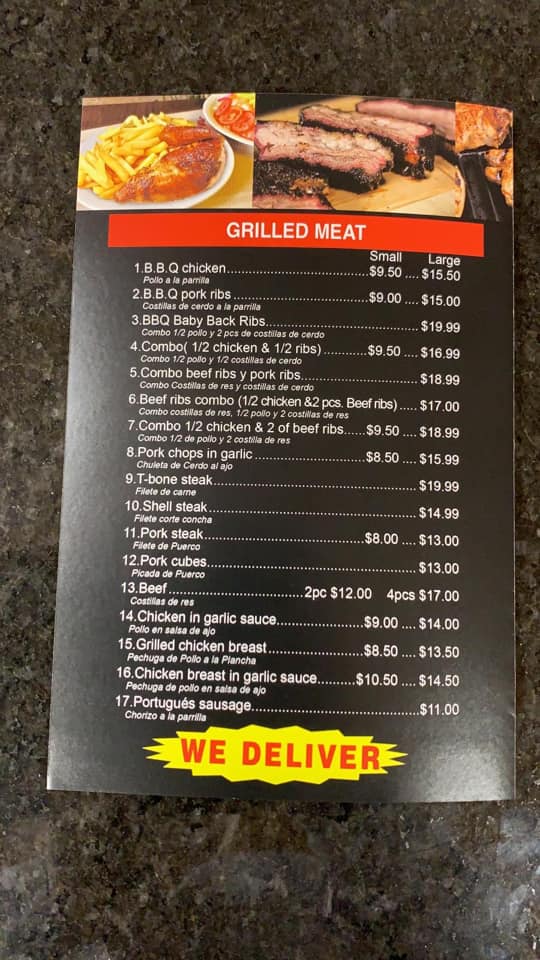 GRILLED MEAT
Small Large
1.B.B.Q chicken........$9.50 .... $15.50
Pollo a la parrilla
2.B.B.Q pork ribs........$9.00 .... $15.00
Costillas de cerdo a la parrilla
3.BBQ Baby Back Ribs........$19.99
Combo 1/2 pollo y 2 pcs de costillas de cerdo
4.Combo( 1/2 chicken & 1/2 ribs)........$9.50 .... $16.99
Combo 1/2 pollo y 1/2 costillas de cerdo
5.Combo beef ribs y pork ribs........$18.99
Combo Costillas de res y costillas de cerdo
6.Beef ribs combo (1/2 chicken &2 pcs. Beef ribs)..... $17.00
Combo costillas de res, 1/2 pollo y 2 costillas de res
7.Combo 1/2 chicken & 2 of beef ribs......$9.50 .... $18.99
Combo 1/2 de pollo y 2 costilla de res
8.Pork chops in garlic........$8.50 .... $15.99
Chuleta de Cerdo al ajo
9.T-bone steak........$19.99
Filete de carne
10.Shell steak........$14.99
Filete corte concha
11.Pork steak........$8.00 .... $13.00
Filete de Puerco
12.Pork cubes........$13.00
Picada de Puerco
13.Beef........2pc $12.00 4pcs $17.00
Costillas de res
14.Chicken in garlic sauce........$9.00 .... $14.00
Pollo en salsa de ajo
15.Grilled chicken breast........$8.50 .... $13.50
Pechuga de Pollo a la Plancha
16.Chicken breast in garlic sauce........$10.50 .... $14.50
Pechuga de pollo en salsa de ajo
17.Portugués sausage........$11.00
Chorizo a la parrilla
WE DELIVER